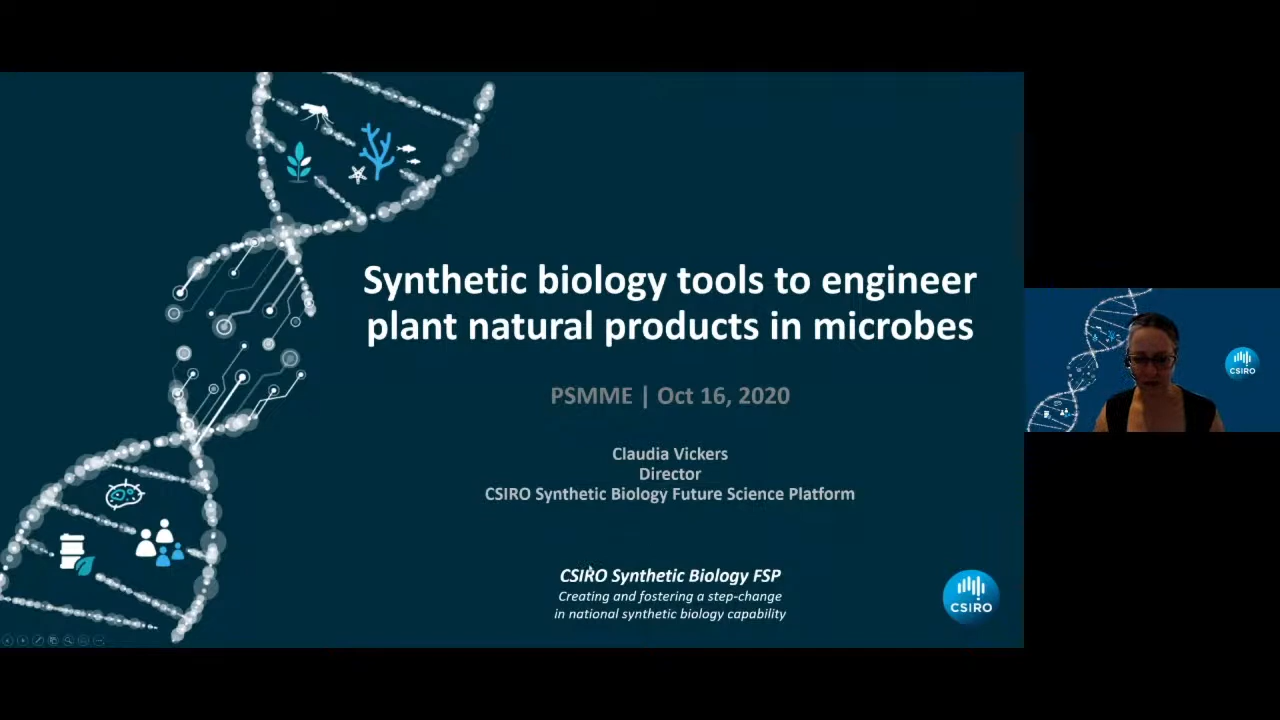 Synthetic biology tools to engineer
plant natural products in microbes
PSMME | Oct 16, 2020
Claudia Vickers
Director
CSIRO Synthetic Biology Future Science Platform
CSIRO Synthetic Biology FSP
Creating and fostering a step-change
in national synthetic biology capability
CSIRO
CSIRO